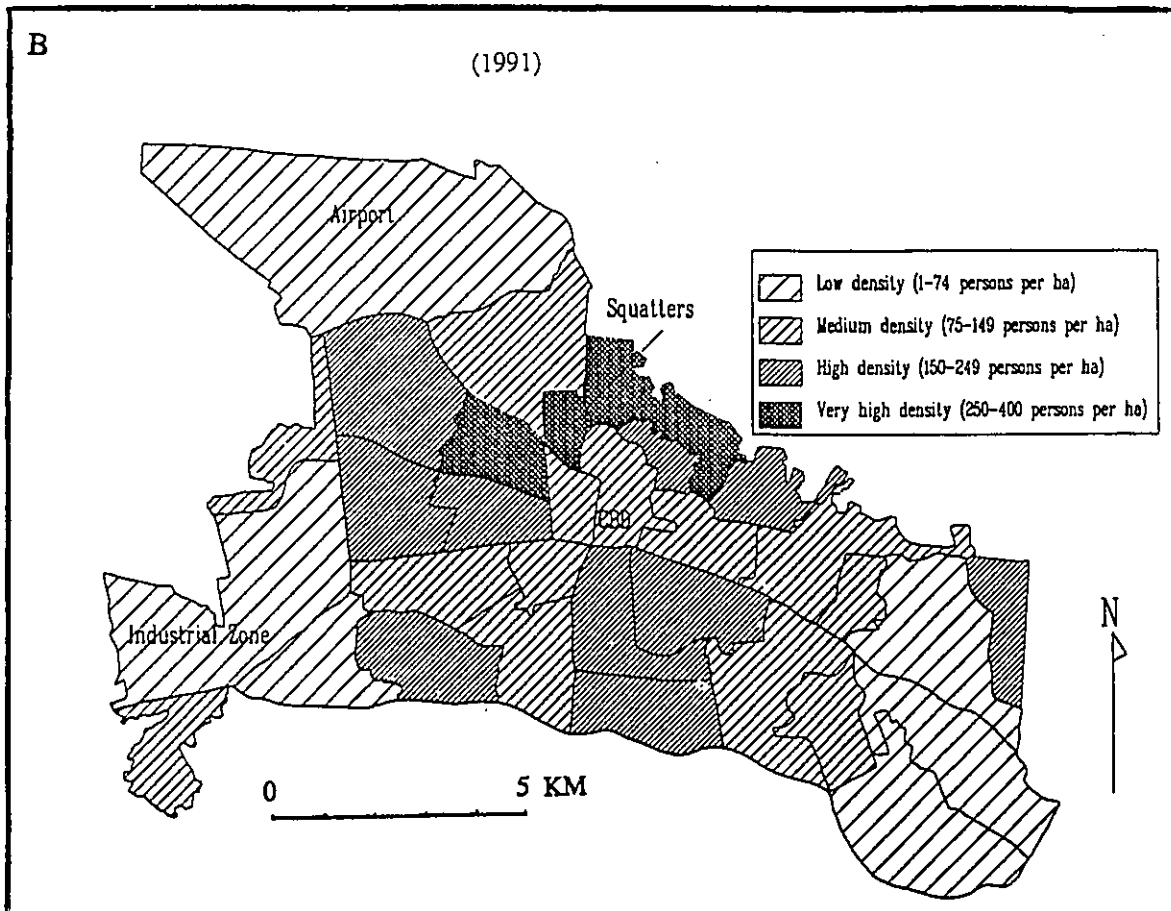 B
(1991)
Airport
Squatters
Low density (1-74 persons per ha)
Medium density (75-149 persons per ha)
High density (150-249 persons per ha)
Very high density (250-400 persons per ha)
CBD
Industrial Zone
N
0 5 KM